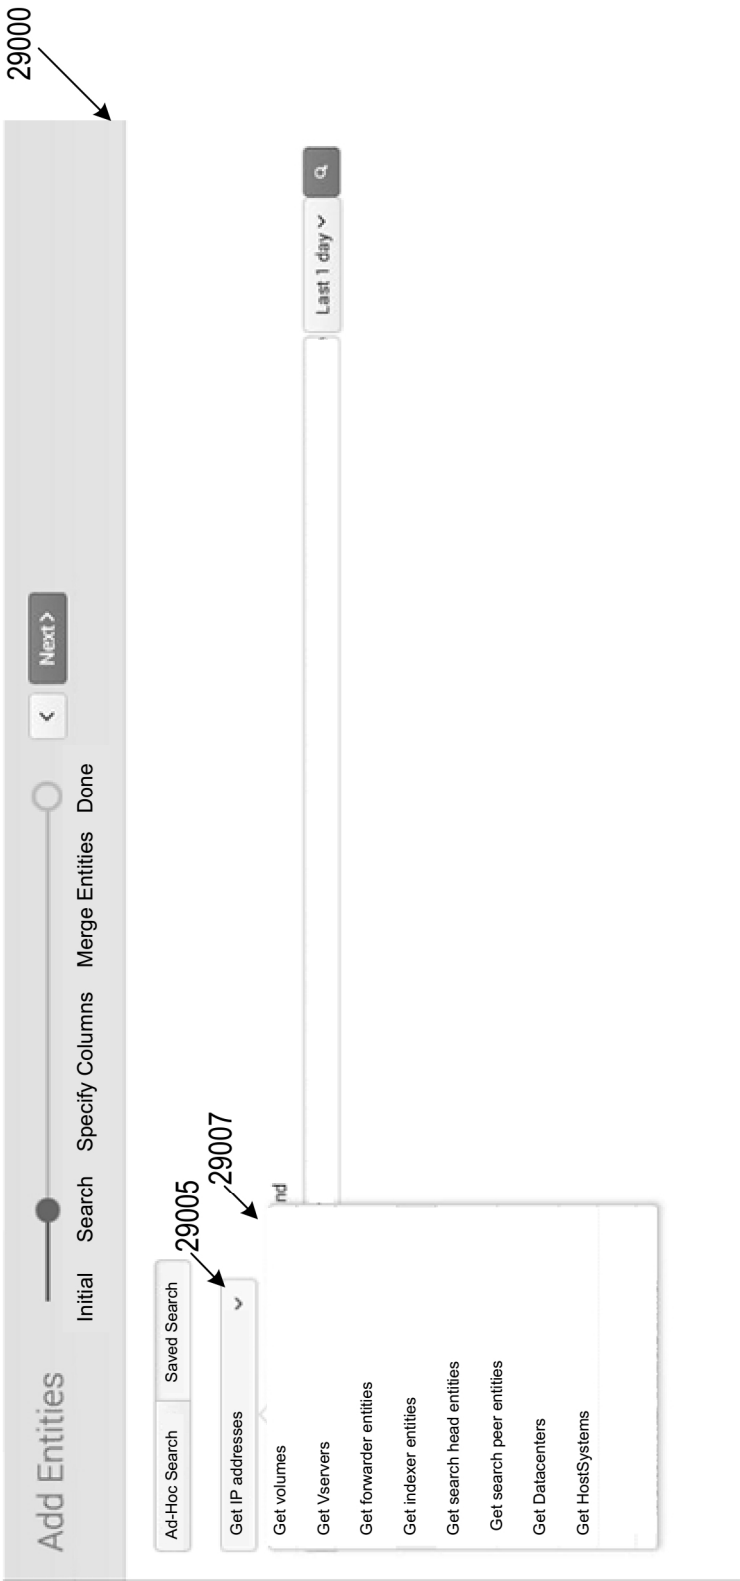 29000
Add Entities
Initial Search Specify Columns Merge Entities Done
< Next >
Ad-Hoc Search Saved Search
29005
29007
Get IP addresses
nd
Last 1 day
Get volumes
Get Vservers
Get forwarder entities
Get indexer entities
Get search head entities
Get search peer entities
Get Datacenters
Get HostSystems